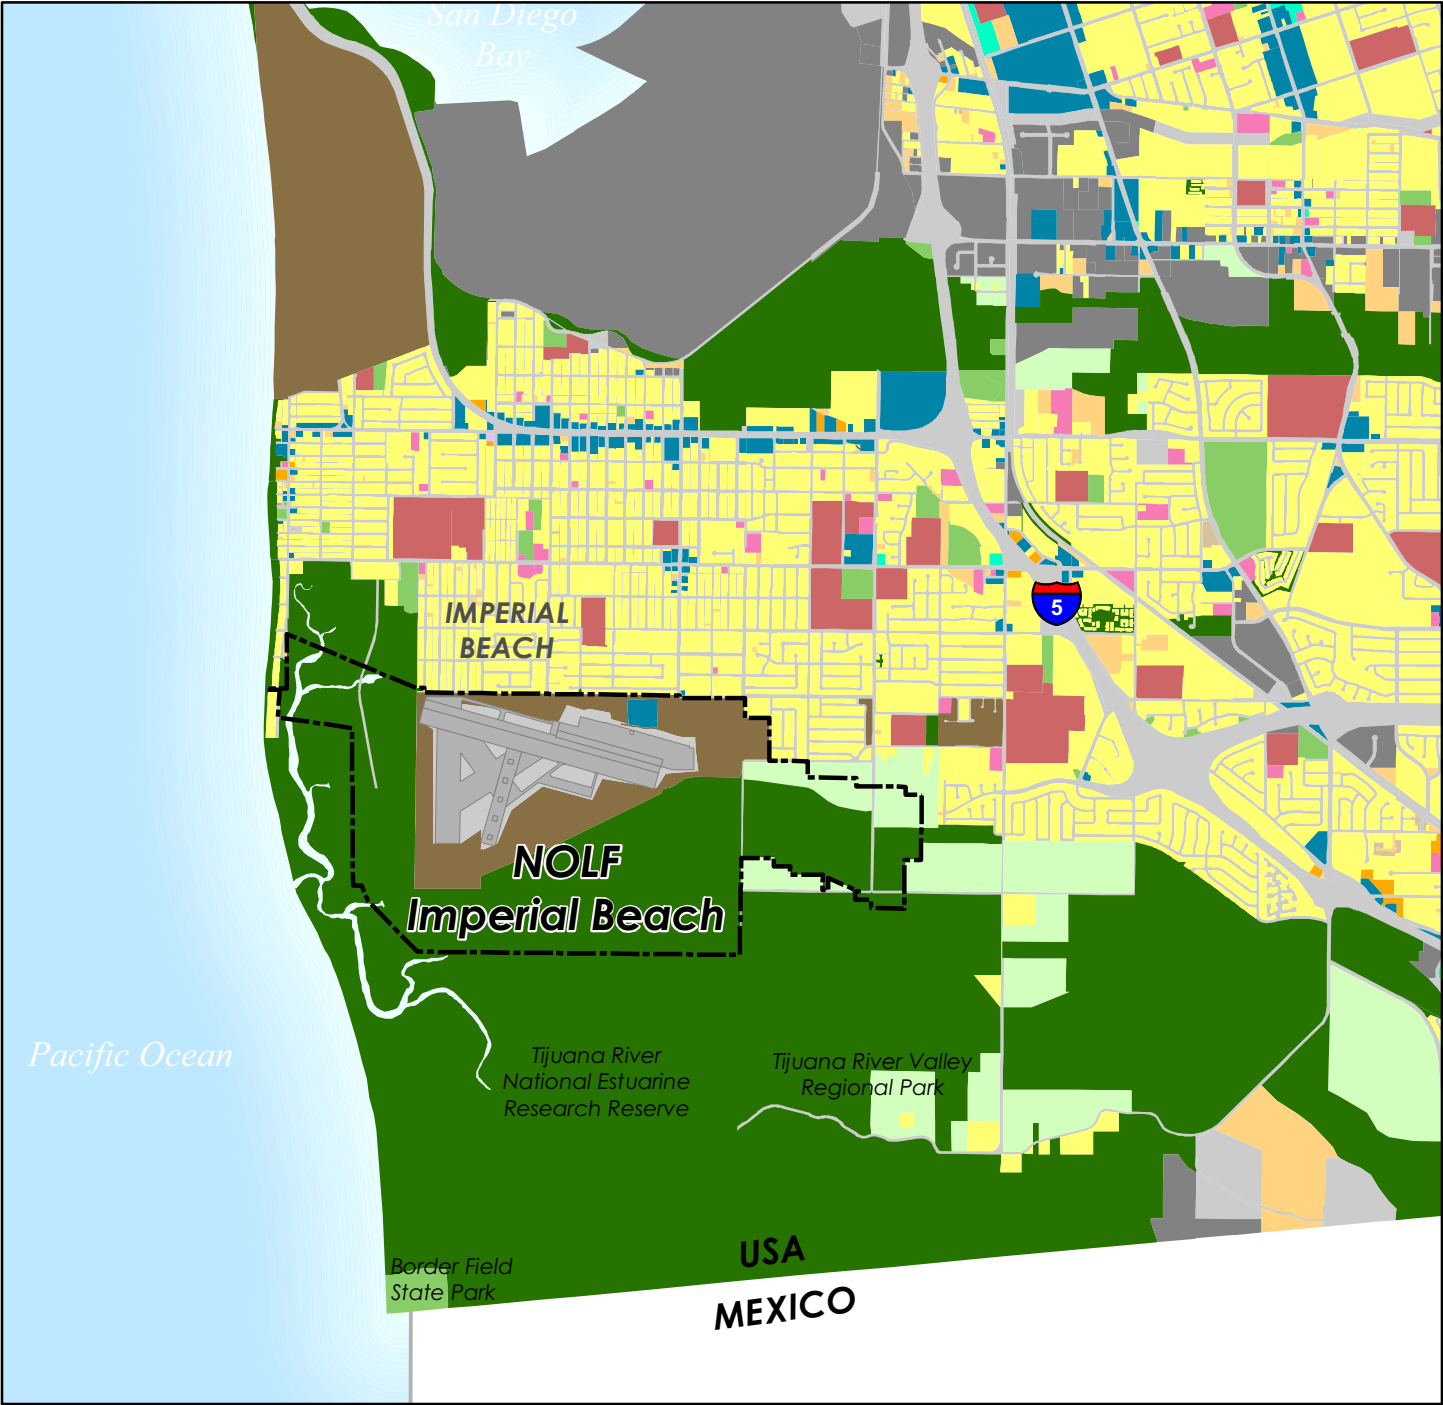 San Diego
Bay
IMPERIAL
BEACH
5
NOLF
Imperial Beach
Pacific Ocean
Tijuana River
National Estuarine
Research Reserve
Tijuana River Valley
Regional Park
Border Field
State Park
USA
MEXICO